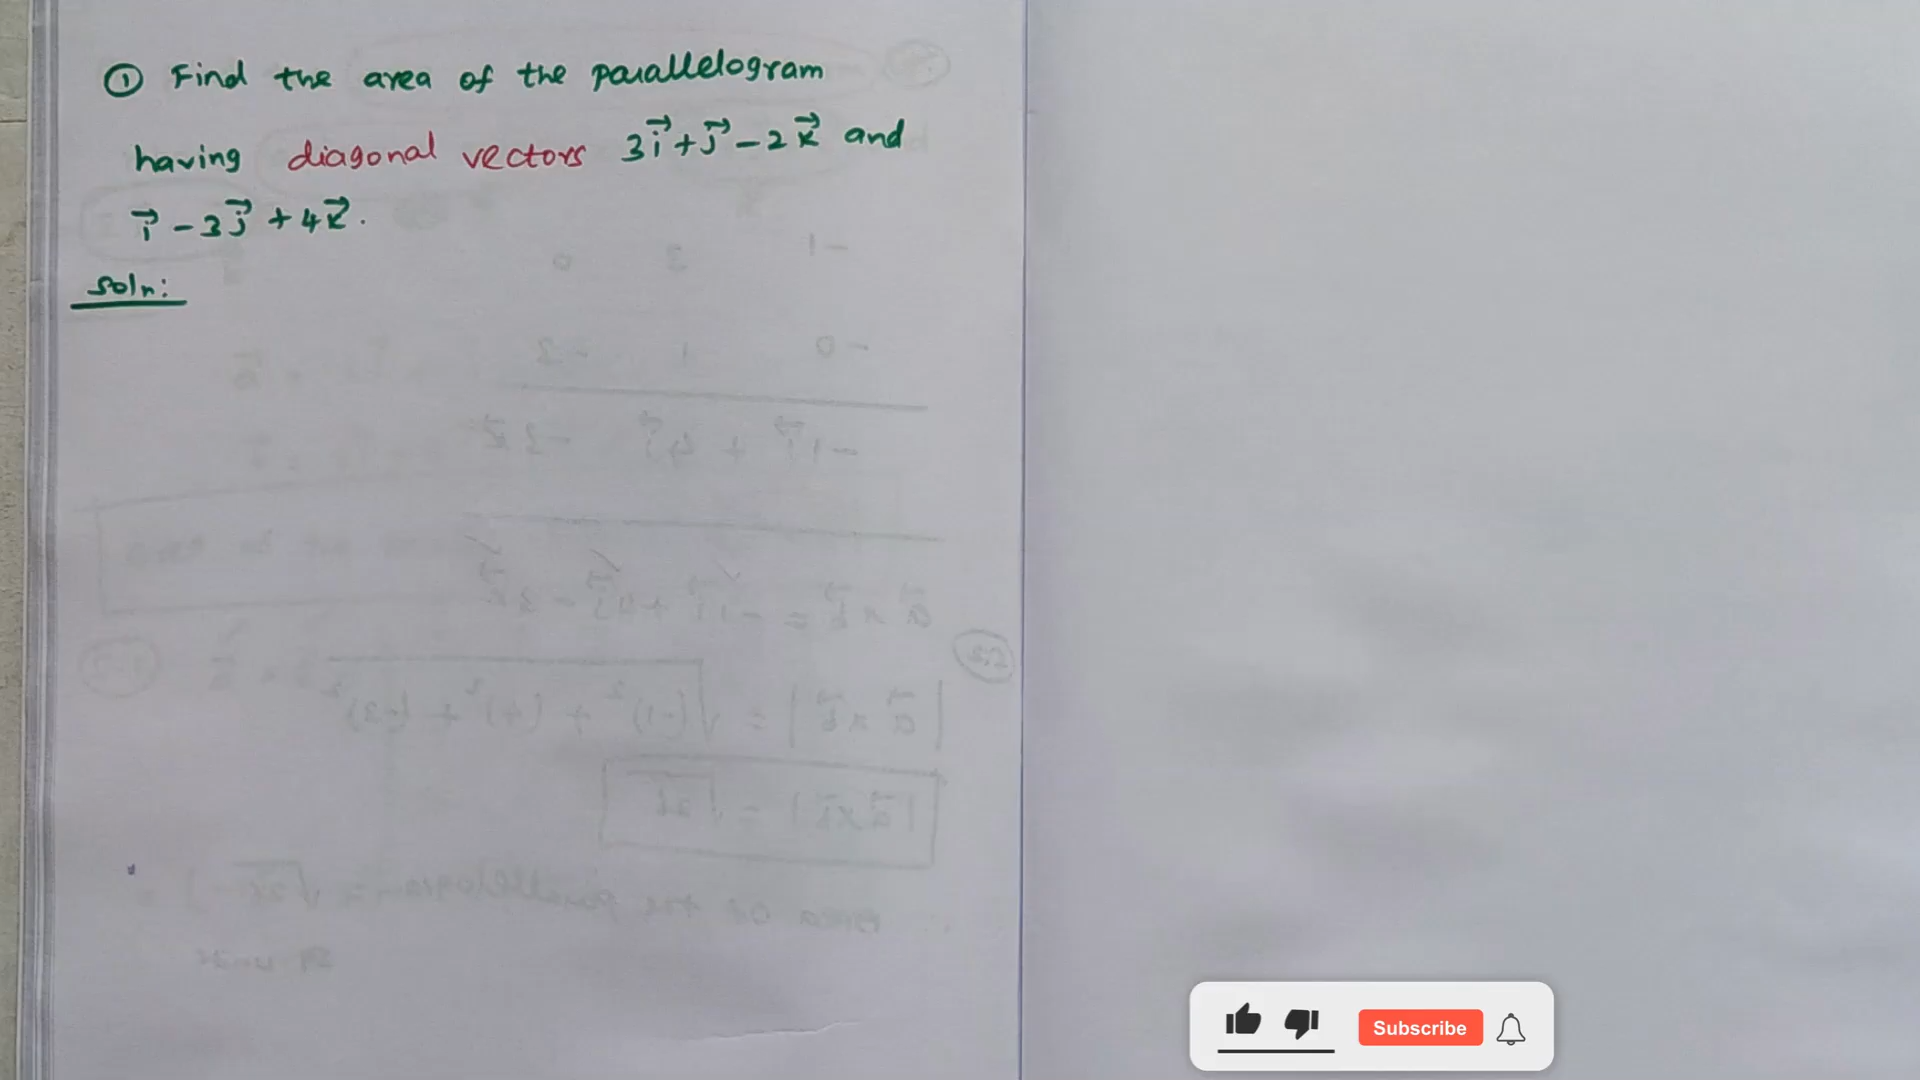 ① Find the area of the parallelogram
having diagonal vectors 3i⃗ + j⃗ - 2k⃗ and
i⃗ - 3j⃗ + 4k⃗.
Soln:
Subscribe